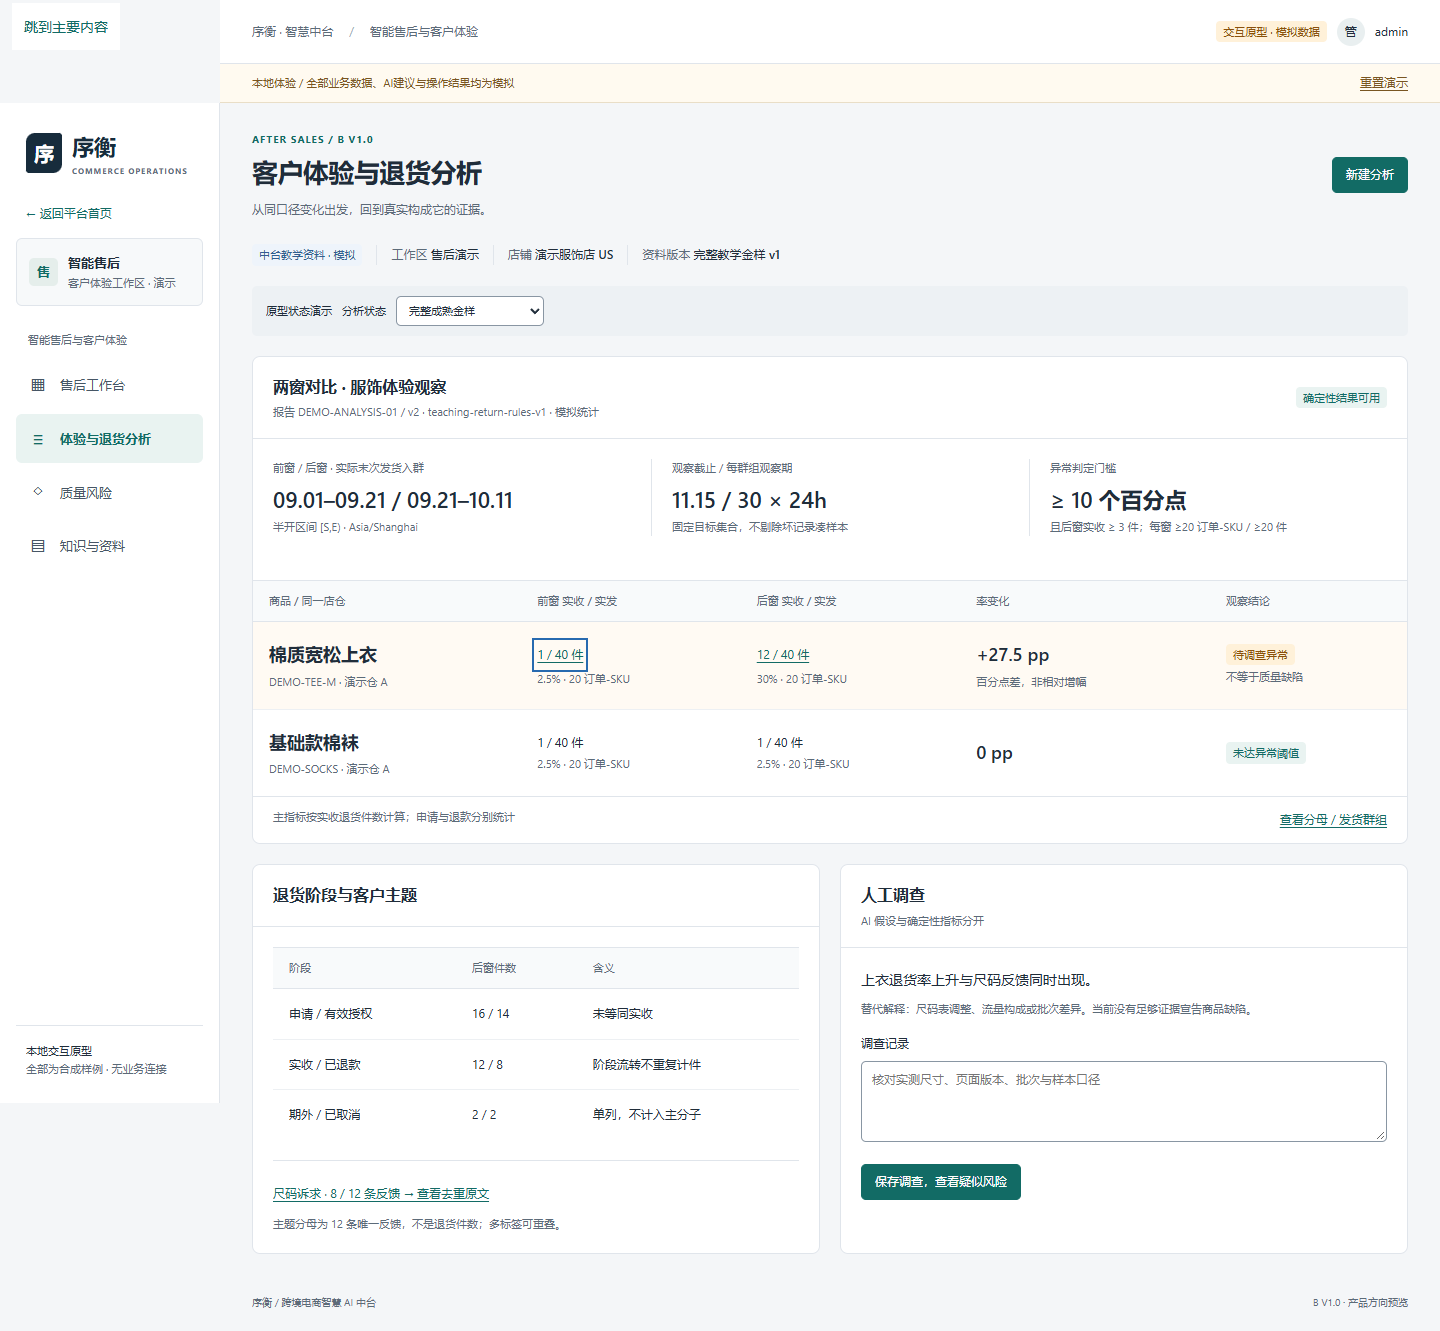 跳到主要内容
序衡 · 智慧中台 / 智能售后与客户体验
交互原型 · 模拟数据 管 admin
本地体验 / 全部业务数据、AI建议与操作结果均为模拟
重置演示
序 序衡
COMMERCE OPERATIONS
← 返回平台首页
售 智能售后
客户体验工作区 · 演示
智能售后与客户体验
售后工作台
体验与退货分析
质量风险
知识与资料
本地交互原型
全部为合成样例 · 无业务连接
AFTER SALES / B V1.0
客户体验与退货分析
从同口径变化出发，回到真实构成它的证据。
新建分析
中台教学资料 · 模拟 工作区 售后演示 店铺 演示服饰店 US 资料版本 完整教学金样 v1
原型状态演示 分析状态 完整成熟金样
两窗对比 · 服饰体验观察
报告 DEMO-ANALYSIS-01 / v2 · teaching-return-rules-v1 · 模拟统计
确定性结果可用
前窗 / 后窗 · 实际末次发货入群
09.01–09.21 / 09.21–10.11
半开区间 [S,E) · Asia/Shanghai
观察截止 / 每群组观察期
11.15 / 30 × 24h
固定目标集合，不剔除坏记录凑样本
异常判定门槛
≥ 10 个百分点
且后窗实收 ≥ 3 件；每窗 ≥20 订单-SKU / ≥20 件
商品 / 同一店仓 前窗 实收 / 实发 后窗 实收 / 实发 率变化 观察结论
棉质宽松上衣 1 / 40 件 12 / 40 件 +27.5 pp 待调查异常
DEMO-TEE-M · 演示仓 A 2.5% · 20 订单-SKU 30% · 20 订单-SKU 百分点差，非相对增幅 不等于质量缺陷
基础款棉袜 1 / 40 件 1 / 40 件 0 pp 未达异常阈值
DEMO-SOCKS · 演示仓 A 2.5% · 20 订单-SKU 2.5% · 20 订单-SKU
主指标按实收退货件数计算；申请与退款分别统计
查看分母 / 发货群组
退货阶段与客户主题
阶段 后窗件数 含义
申请 / 有效授权 16 / 14 未等同实收
实收 / 已退款 12 / 8 阶段流转不重复计件
期外 / 已取消 2 / 2 单列，不计入主分子
尺码诉求 · 8 / 12 条反馈 → 查看去重原文
主题分母为 12 条唯一反馈，不是退货件数；多标签可重叠。
人工调查
AI 假设与确定性指标分开
上衣退货率上升与尺码反馈同时出现。
替代解释：尺码表调整、流量构成或批次差异。当前没有足够证据宣告商品缺陷。
调查记录
核对实测尺寸、页面版本、批次与样本口径
保存调查，查看疑似风险
序衡 / 跨境电商智慧 AI 中台
B V1.0 · 产品方向预览